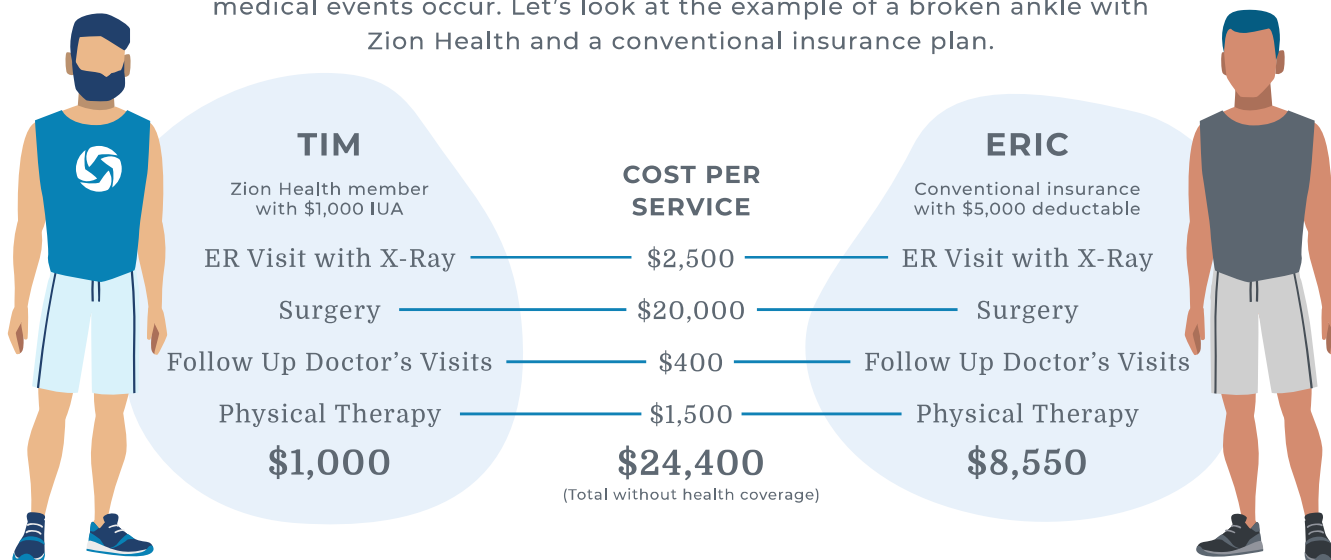 medical events occur. Let’s look at the example of a broken ankle with
Zion Health and a conventional insurance plan.
TIM
Zion Health member
with $1,000 IUA
COST PER
SERVICE
ERIC
Conventional insurance
with $5,000 deductable
ER Visit with X-Ray $2,500 ER Visit with X-Ray
Surgery $20,000 Surgery
Follow Up Doctor’s Visits $400 Follow Up Doctor’s Visits
Physical Therapy $1,500 Physical Therapy
$1,000 $24,400 $8,550
(Total without health coverage)